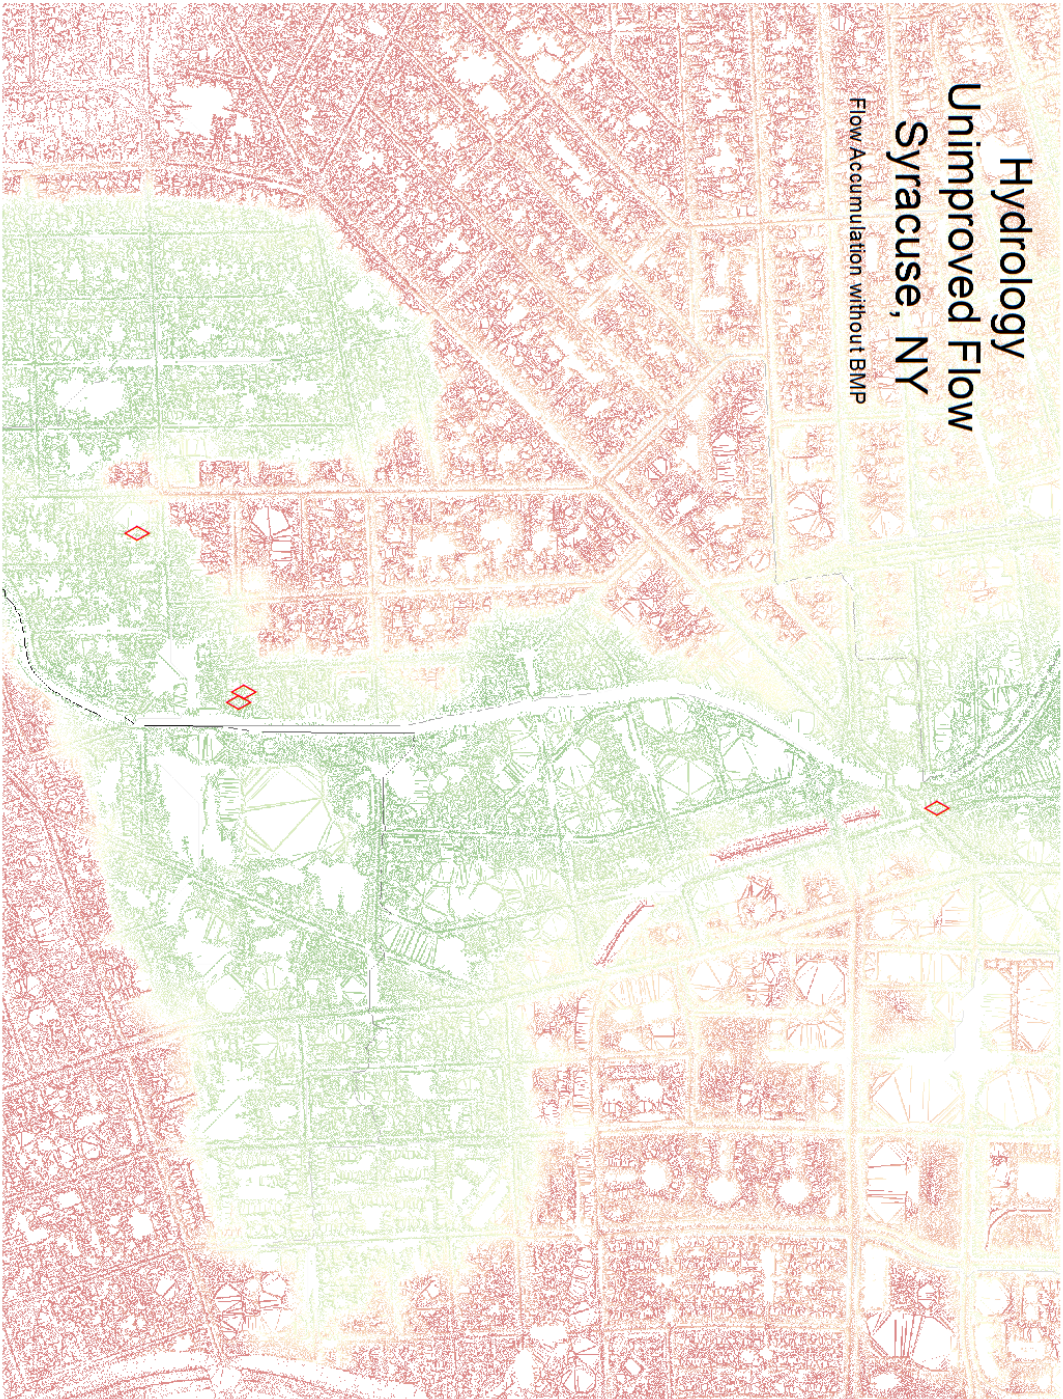 Hydrology
Unimproved Flow
Syracuse, NY
Flow Accumulation without BMP